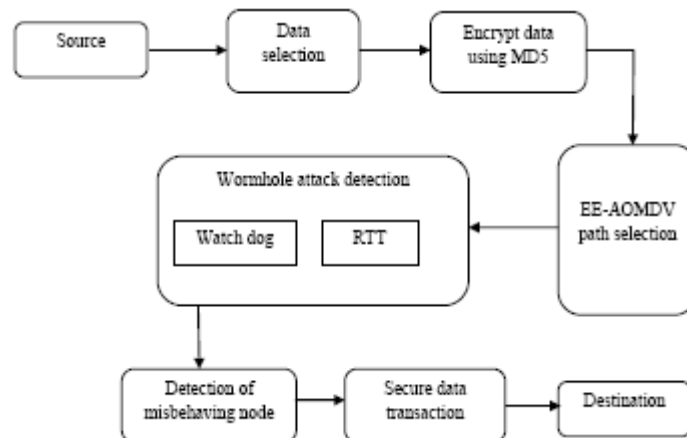 Source
Data
selection
Encrypt data
using MD5
EE-AOMDV
path selection
Wormhole attack detection
Watch dog
RTT
Detection of
misbehaving node
Secure data
transaction
Destination